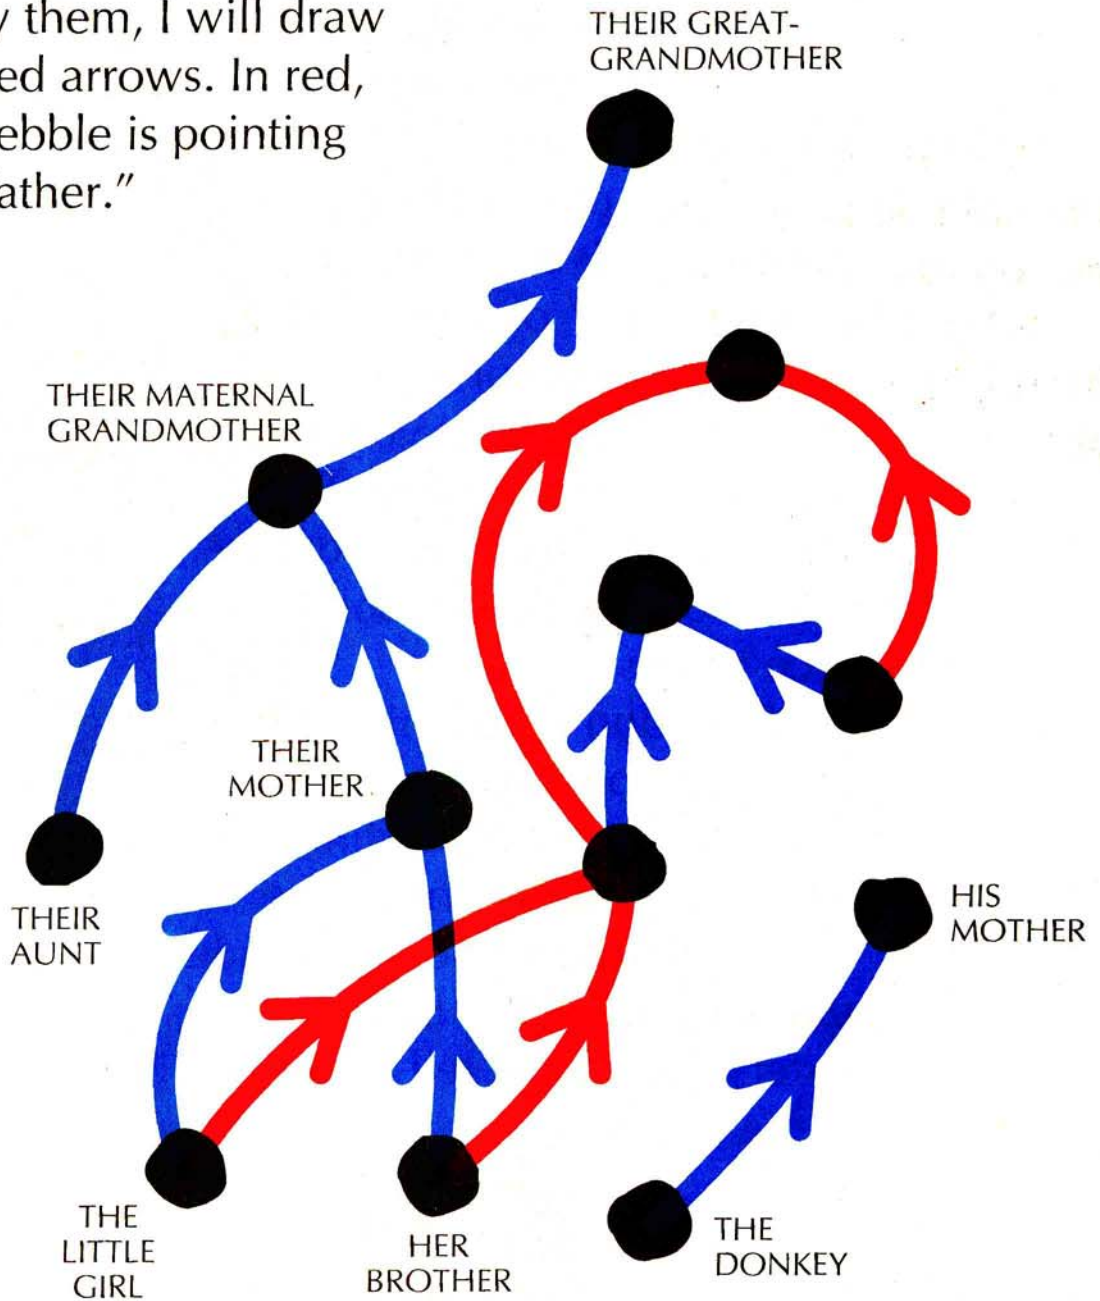 them, I will draw
ed arrows. In red,
ebble is pointing
ather.”
THEIR GREAT-
GRANDMOTHER
THEIR MATERNAL
GRANDMOTHER
THEIR
MOTHER
THEIR
AUNT
HIS
MOTHER
THE
LITTLE
GIRL
HER
BROTHER
THE
DONKEY